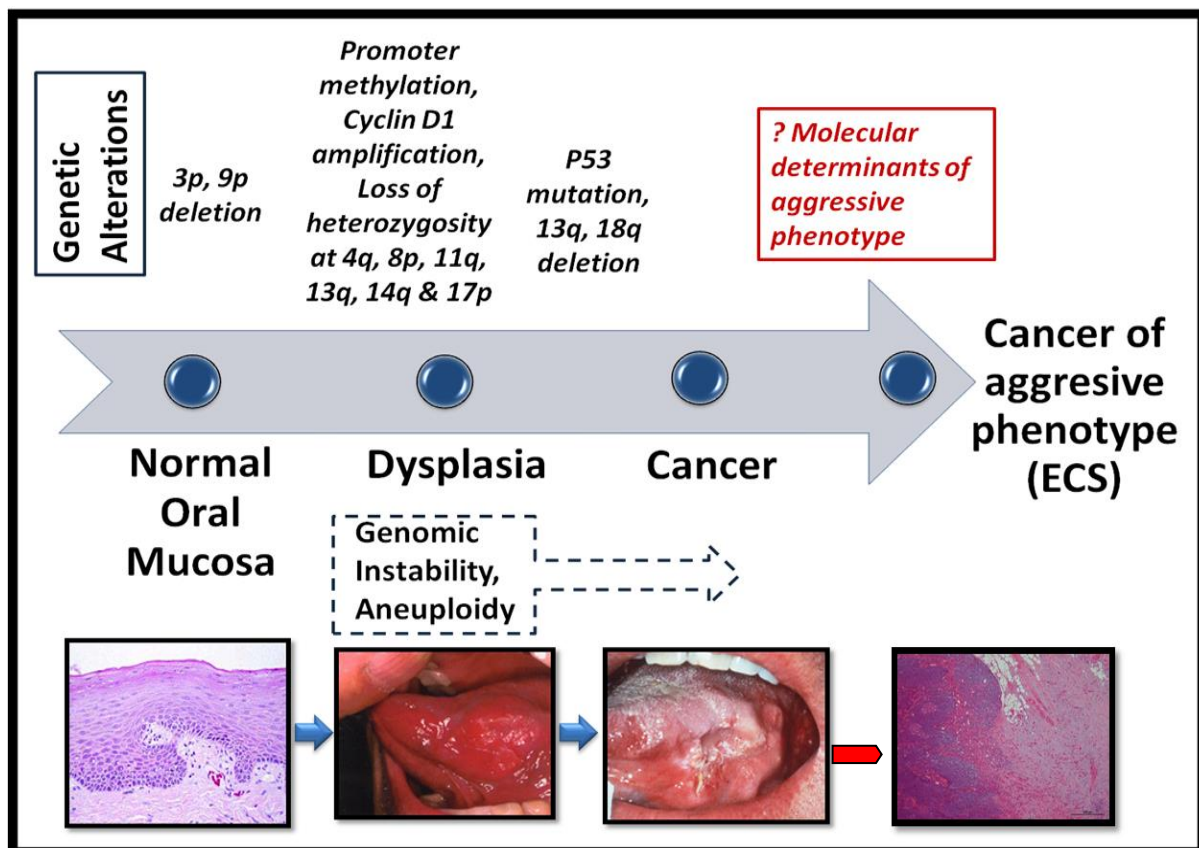 Genetic
Alterations
3p, 9p
deletion
Promoter
methylation,
Cyclin D1
amplification,
Loss of
heterozygosity
at 4q, 8p, 11q,
13q, 14q & 17p
P53
mutation,
13q, 18q
deletion
? Molecular
determinants of
aggressive
phenotype
Normal
Oral
Mucosa
Dysplasia
Cancer
Cancer of
aggresive
phenotype
(ECS)
Genomic
Instability,
Aneuploidy